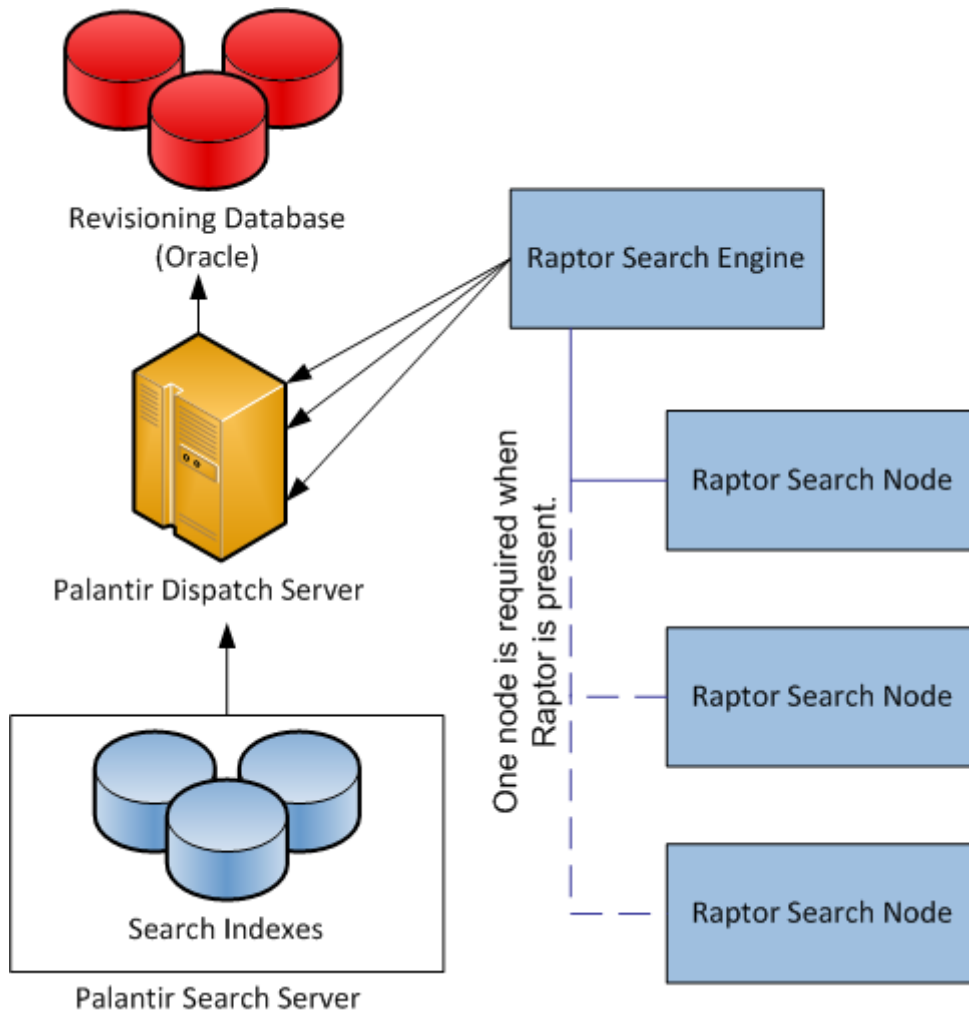 Revisioning Database
(Oracle)
Raptor Search Engine
Palantir Dispatch Server
One node is required when
Raptor is present.
Raptor Search Node
Raptor Search Node
Raptor Search Node
Search Indexes
Palantir Search Server